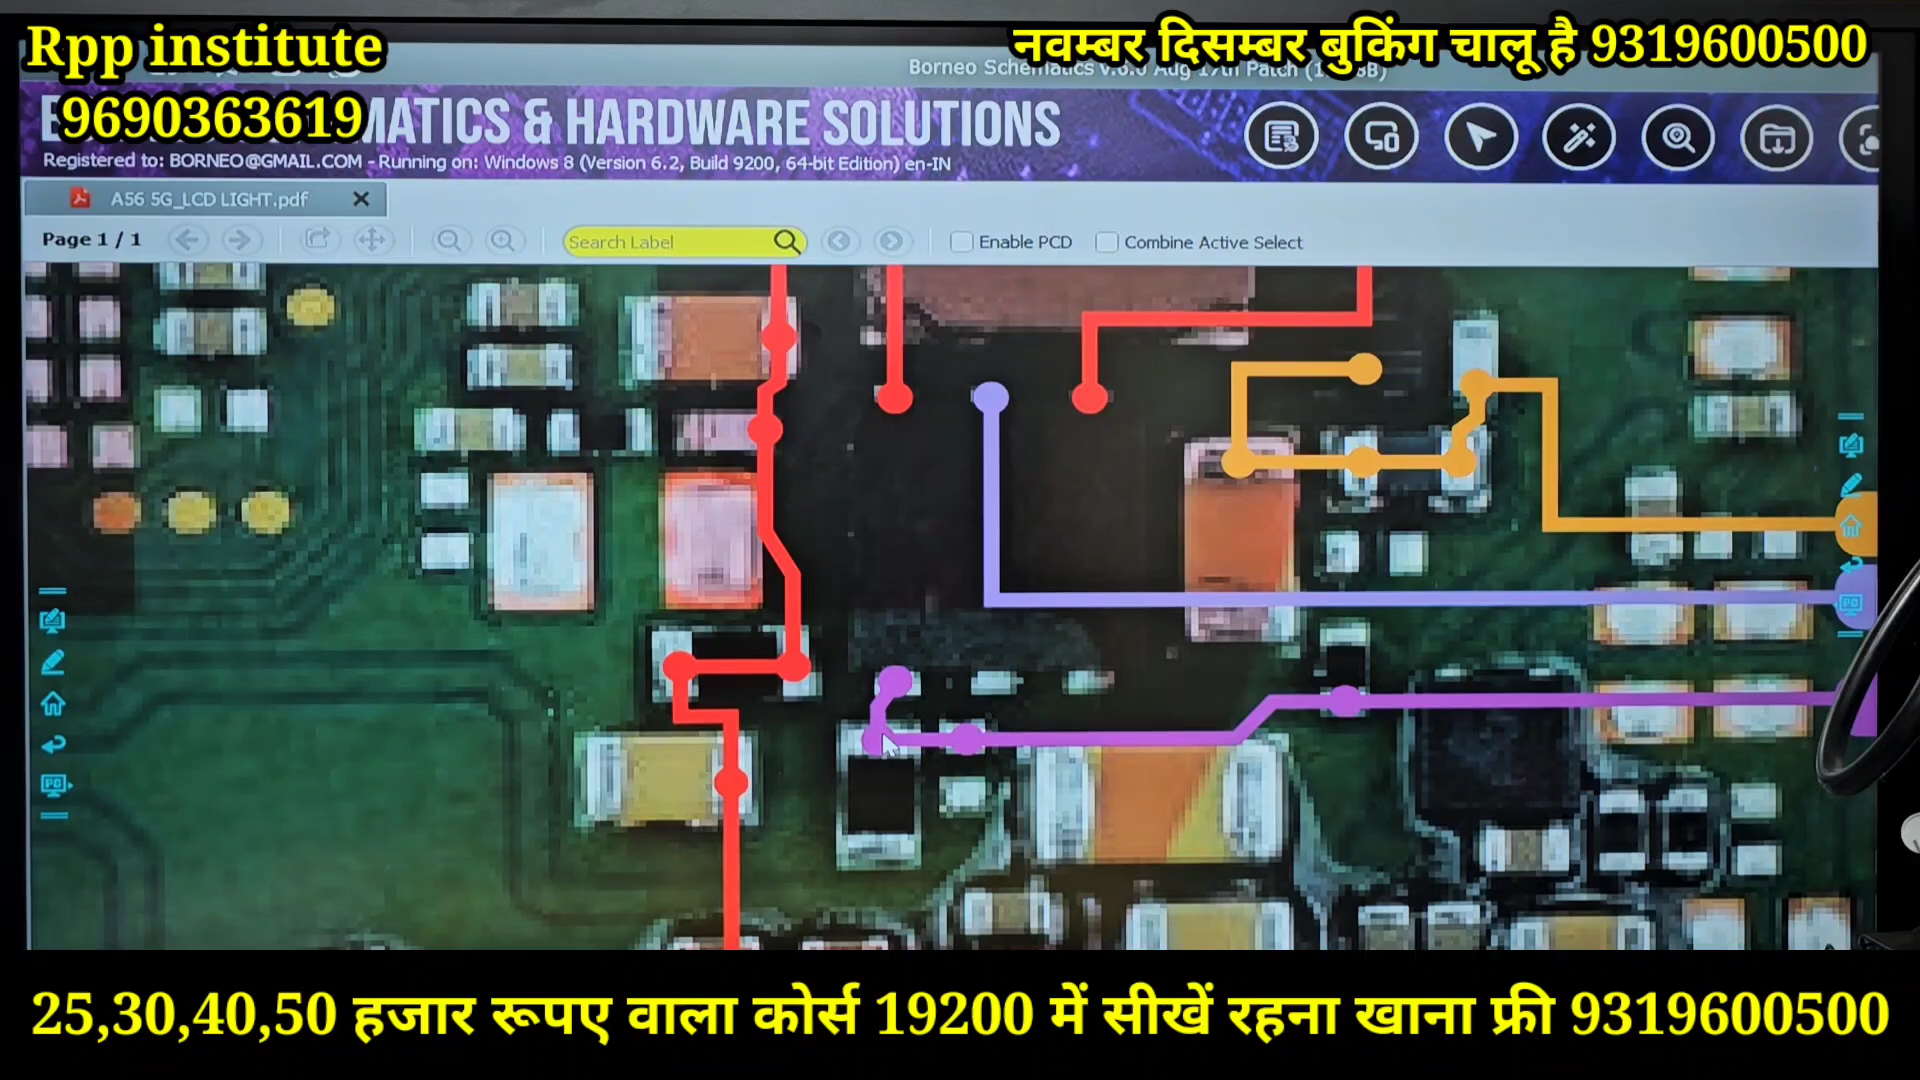 Rpp institute
नवम्बर दिसम्बर बुकिंग चालू है 9319600500
Borneo Schematics
9690363619
MATICS & HARDWARE SOLUTIONS
Registered to: BORNEO@GMAIL.COM - Running on: Windows 8 (Version 6.2, Build 9200, 64-bit Edition) en-IN
A56 5G_LCD LIGHT.pdf
Page 1 / 1
Search Label
Enable PCD
Combine Active Select
25,30,40,50 हजार रूपए वाला कोर्स 19200 में सीखें रहना खाना फ्री 9319600500